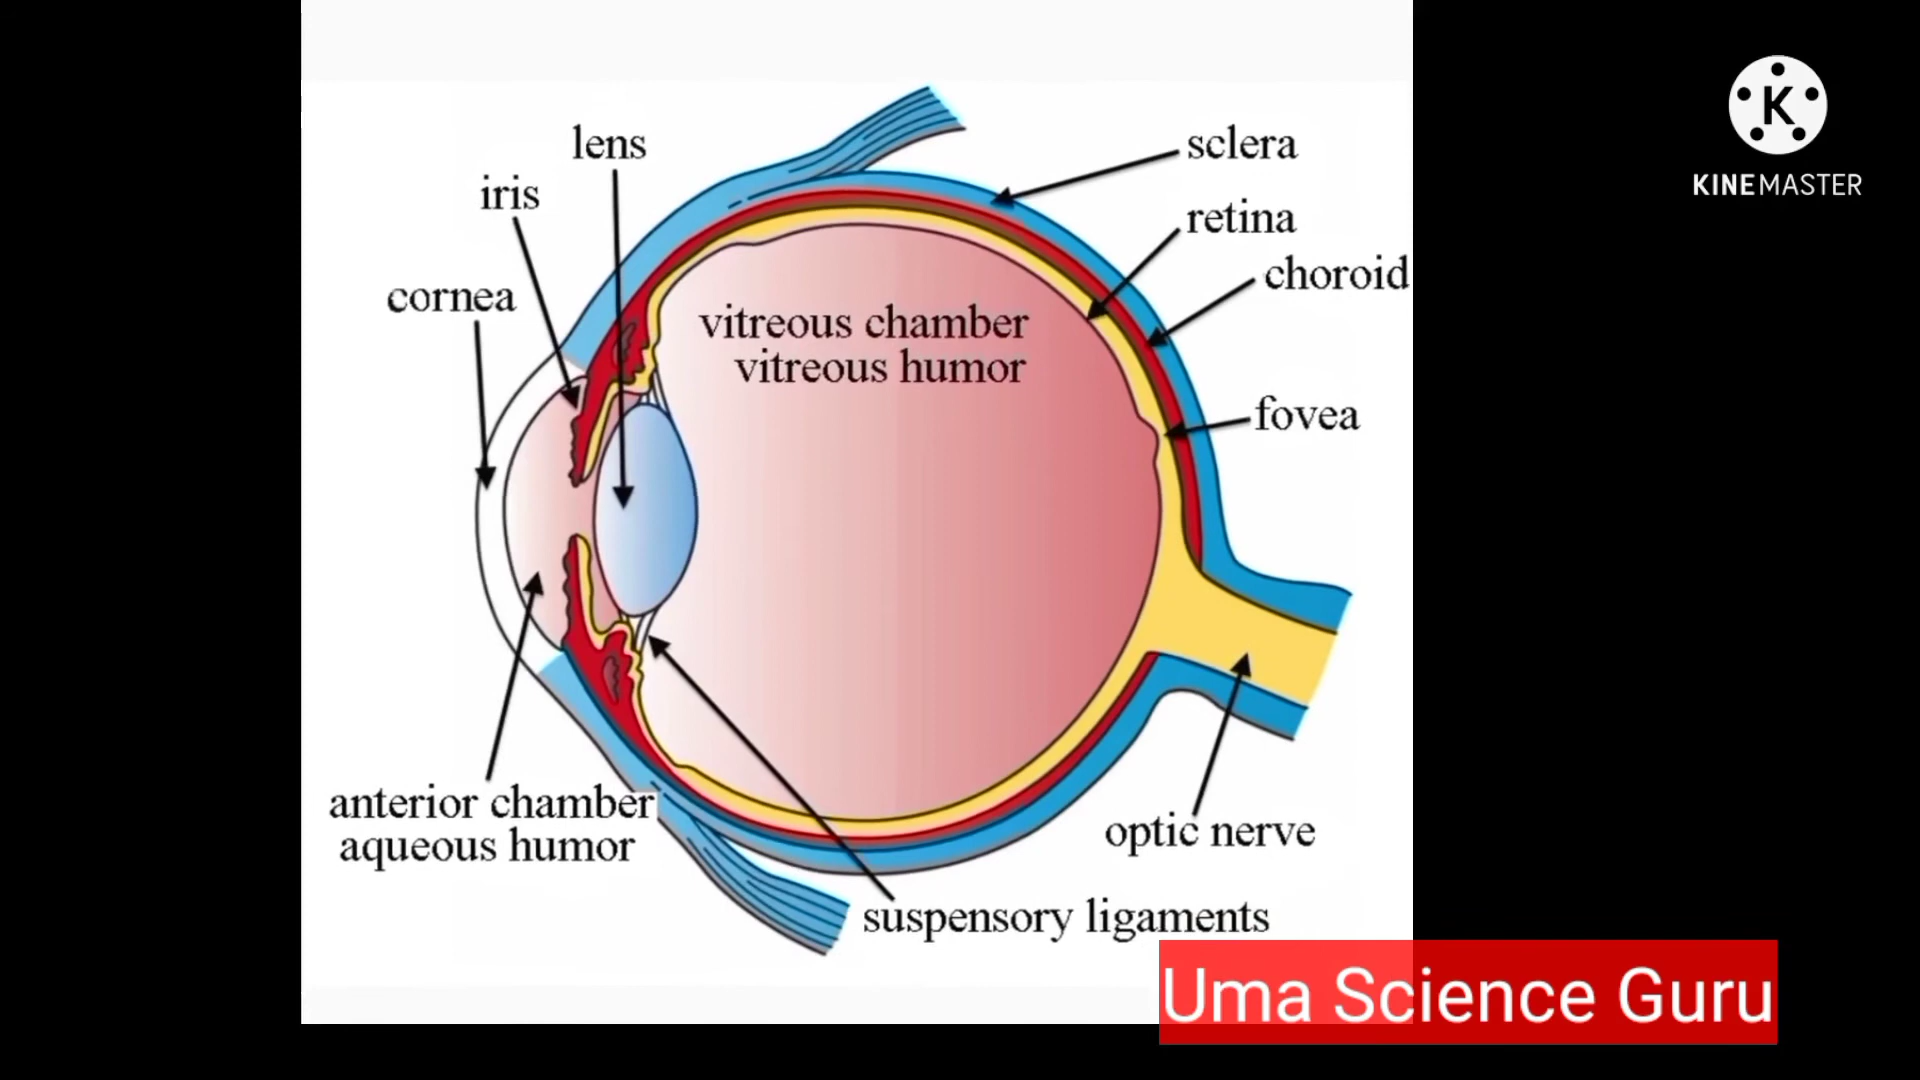 lens
iris
cornea
sclera
retina
choroid
vitreous chamber
vitreous humor
fovea
anterior chamber
aqueous humor
optic nerve
suspensory ligaments
K
KINEMASTER
Uma Science Guru